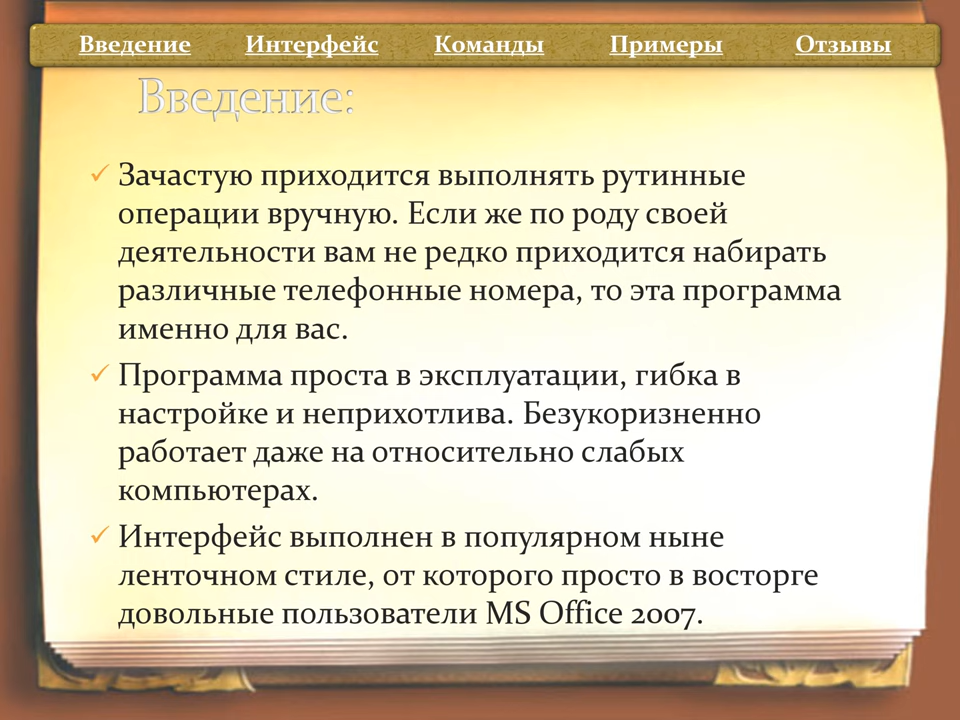 Введение Интерфейс Команды Примеры Отзывы
Введение:
Зачастую приходится выполнять рутинные
операции вручную. Если же по роду своей
деятельности вам не редко приходится набирать
различные телефонные номера, то эта программа
именно для вас.
Программа проста в эксплуатации, гибка в
настройке и неприхотлива. Безукоризненно
работает даже на относительно слабых
компьютерах.
Интерфейс выполнен в популярном ныне
ленточном стиле, от которого просто в восторге
довольные пользователи MS Office 2007.